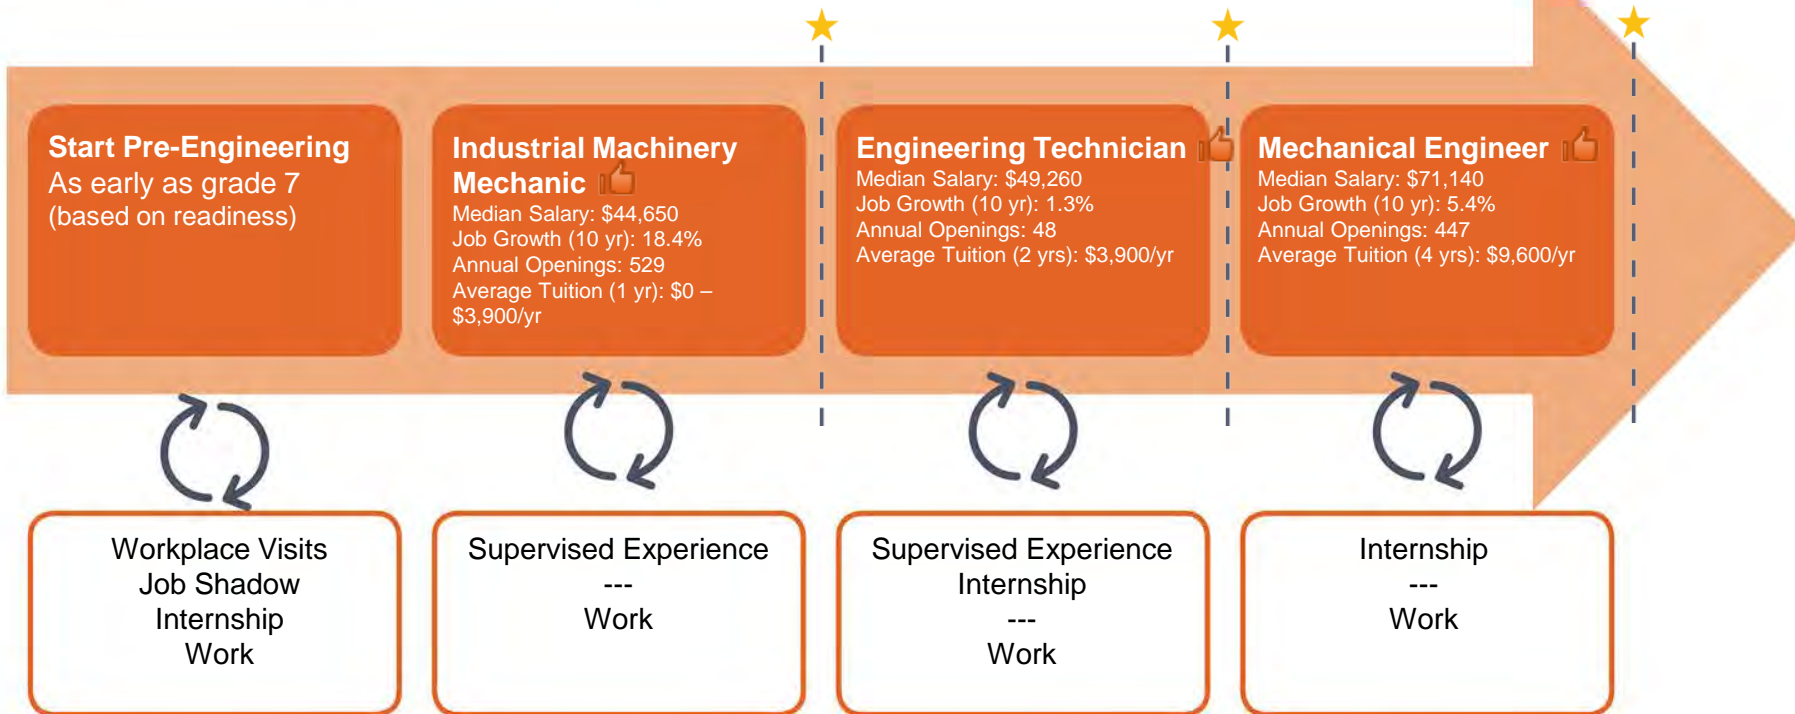 Start Pre-Engineering
As early as grade 7
(based on readiness)
Industrial Machinery
Mechanic
Median Salary: $44,650
Job Growth (10 yr): 18.4%
Annual Openings: 529
Average Tuition (1 yr): $0 –
$3,900/yr
Engineering Technician
Median Salary: $49,260
Job Growth (10 yr): 1.3%
Annual Openings: 48
Average Tuition (2 yrs): $3,900/yr
Mechanical Engineer
Median Salary: $71,140
Job Growth (10 yr): 5.4%
Annual Openings: 447
Average Tuition (4 yrs): $9,600/yr
Workplace Visits
Job Shadow
Internship
Work
Supervised Experience
---
Work
Supervised Experience
Internship
---
Work
Internship
---
Work